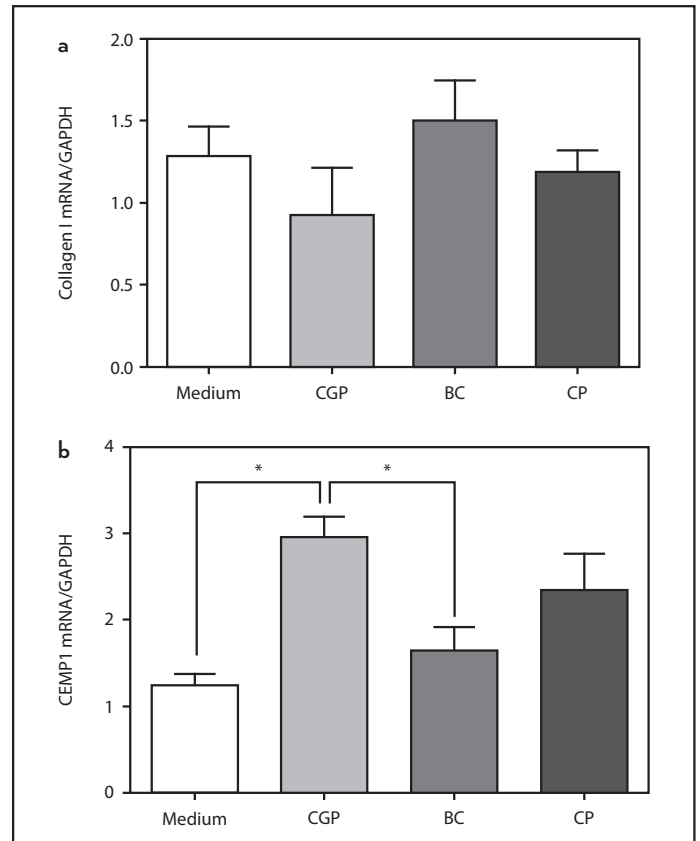 a
Collagen I mRNA/GAPDH
2.0
1.5
1.0
0.5
0.0
Medium CGP BC CP
b
CEMP1 mRNA/GAPDH
4
* *
3
2
1
0
Medium CGP BC CP